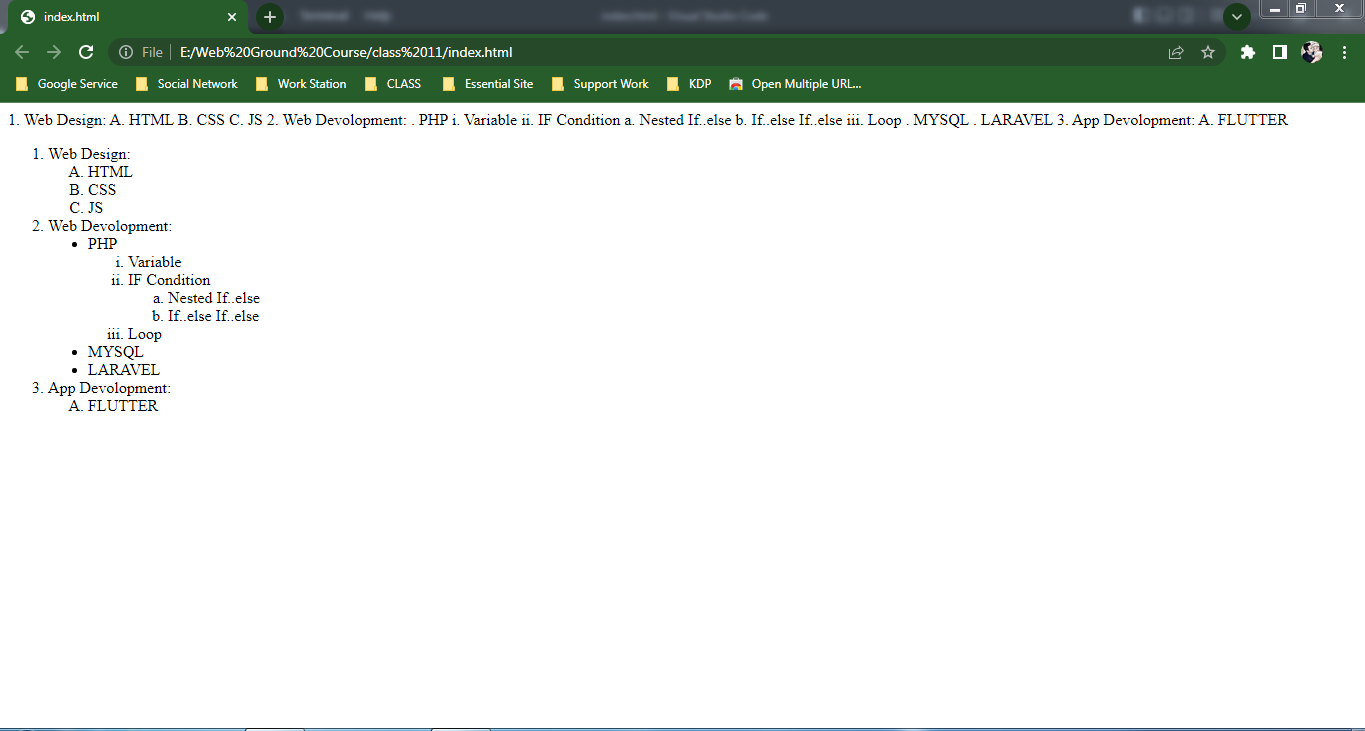 index.html
File
E:/Web%20Ground%20Course/class%2011/index.html
Google Service Social Network Work Station CLASS Essential Site Support Work KDP Open Multiple URL...
1. Web Design: A. HTML B. CSS C. JS 2. Web Devolopment: . PHP i. Variable ii. IF Condition a. Nested If..else b. If..else If..else iii. Loop . MYSQL . LARAVEL 3. App Devolopment: A. FLUTTER
1. Web Design:
A. HTML
B. CSS
C. JS
2. Web Devolopment:
• PHP
i. Variable
ii. IF Condition
a. Nested If..else
b. If..else If..else
iii. Loop
• MYSQL
• LARAVEL
3. App Devolopment:
A. FLUTTER